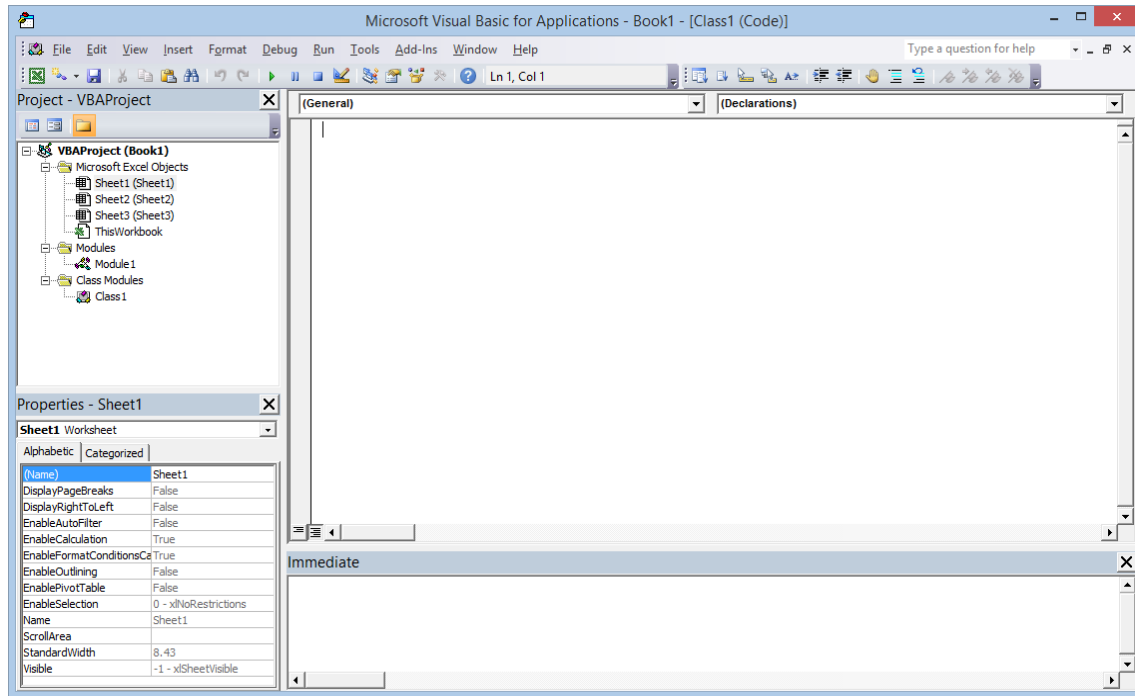 Microsoft Visual Basic for Applications - Book1 - [Class1 (Code)]
File Edit View Insert Format Debug Run Tools Add-Ins Window Help Type a question for help
Ln 1, Col 1
Project - VBAProject
(General) (Declarations)
VBAProject (Book1)
Microsoft Excel Objects
Sheet1 (Sheet1)
Sheet2 (Sheet2)
Sheet3 (Sheet3)
ThisWorkbook
Modules
Module1
Class Modules
Class1
Properties - Sheet1
Sheet1 Worksheet
Alphabetic Categorized
(Name) Sheet1
DisplayPageBreaks False
DisplayRightToLeft False
EnableAutoFilter False
EnableCalculation True
EnableFormatConditionsCa True
EnableOutlining False
EnablePivotTable False
EnableSelection 0 - xlNoRestrictions
Name Sheet1
ScrollArea
StandardWidth 8.43
Visible -1 - xlSheetVisible
Immediate